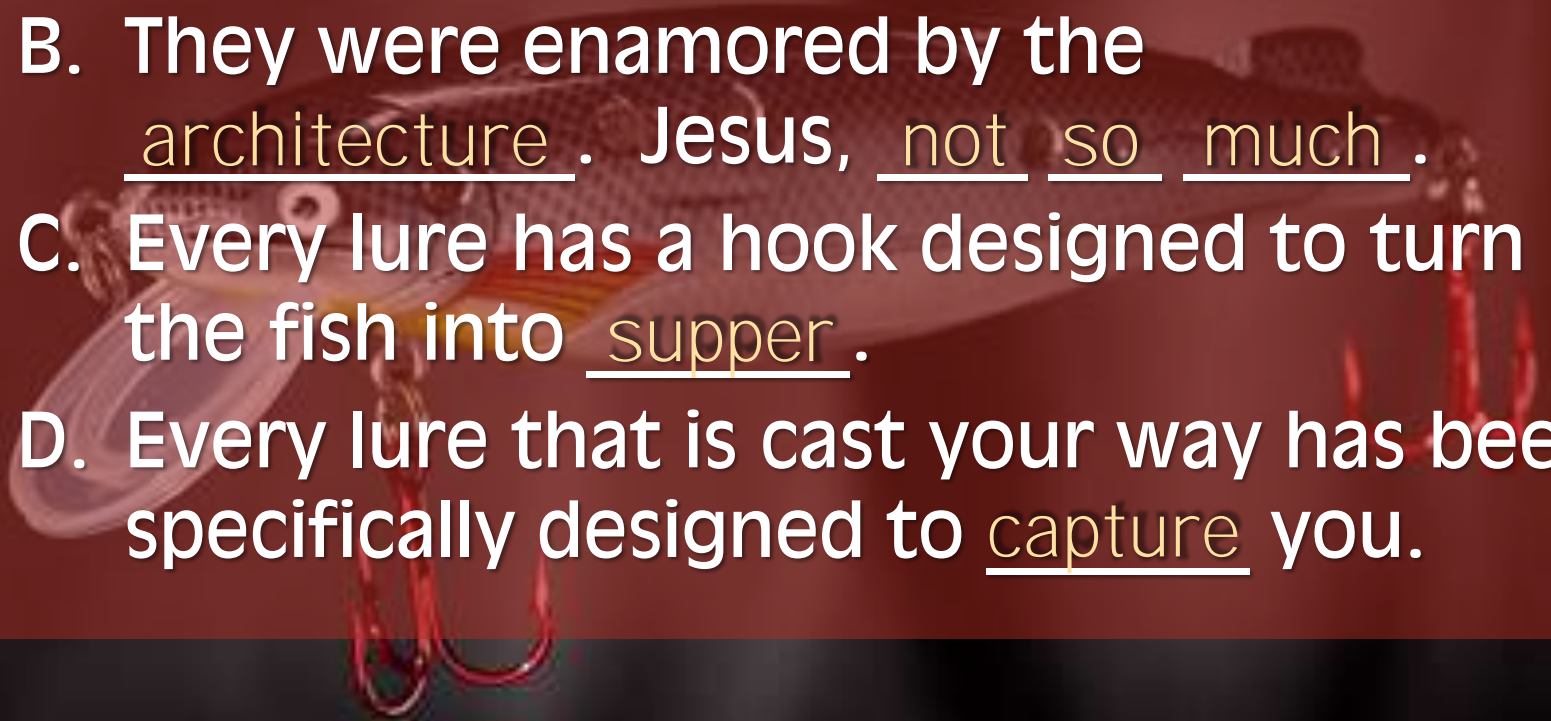 B. They were enamored by the
architecture. Jesus, not so much.
C. Every lure has a hook designed to turn
the fish into supper.
D. Every lure that is cast your way has bee
specifically designed to capture you.